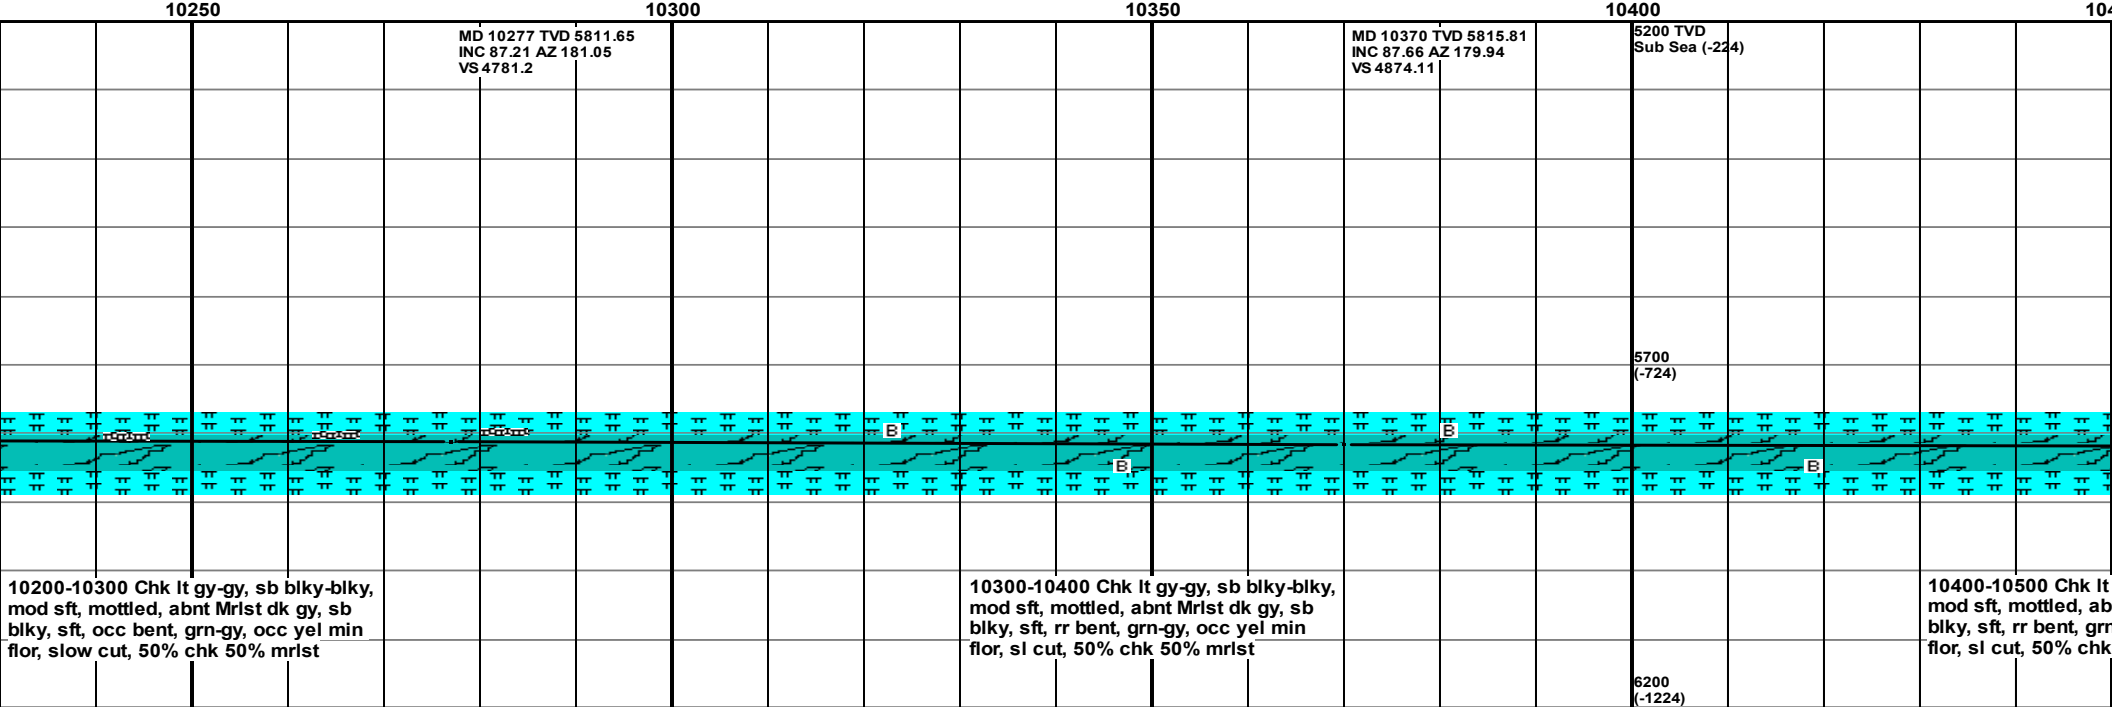 10250
10300
10350
10400
MD 10277 TVD 5811.65
INC 87.21 AZ 181.05
VS 4781.2
MD 10370 TVD 5815.81
INC 87.66 AZ 179.94
VS 4874.11
5200 TVD
Sub Sea (-224)
5700
(-724)
B
B
B
B
10200-10300 Chk lt gy-gy, sb blky-blky,
mod sft, mottled, abnt Mrlst dk gy, sb
blky, sft, occ bent, grn-gy, occ yel min
flor, slow cut, 50% chk 50% mrlst
10300-10400 Chk lt gy-gy, sb blky-blky,
mod sft, mottled, abnt Mrlst dk gy, sb
blky, sft, rr bent, grn-gy, occ yel min
flor, sl cut, 50% chk 50% mrlst
10400-10500 Chk lt
mod sft, mottled, ab
blky, sft, rr bent, grn
flor, sl cut, 50% chk
6200
(-1224)